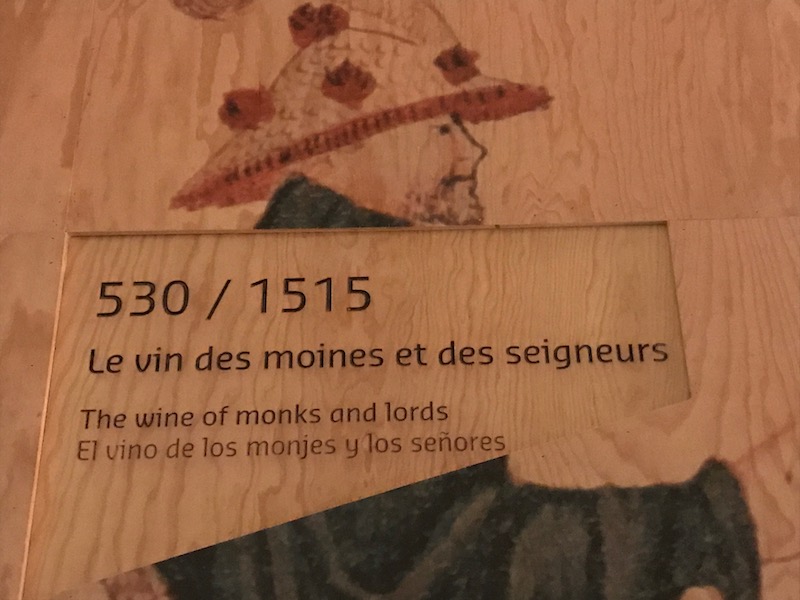 530 / 1515
Le vin des moines et des seigneurs
The wine of monks and lords
El vino de los monjes y los señores